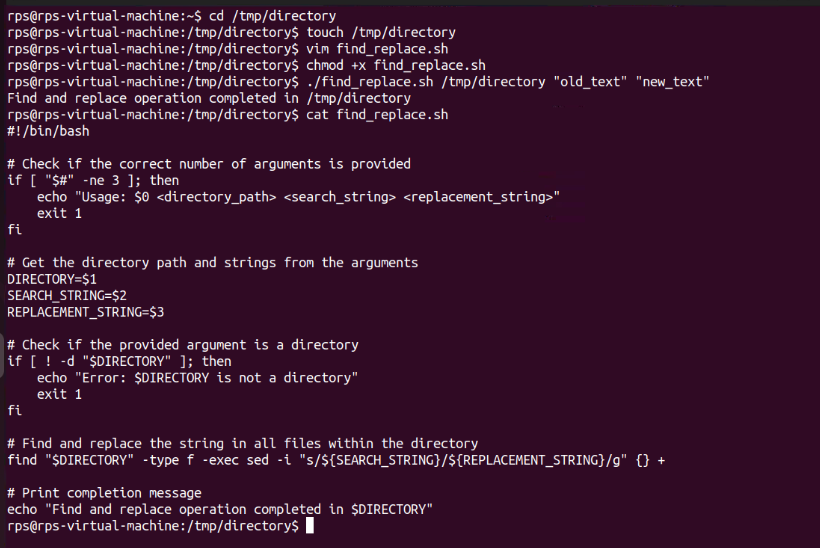 rps@rps-virtual-machine:~$ cd /tmp/directory
rps@rps-virtual-machine:/tmp/directory$ touch /tmp/directory
rps@rps-virtual-machine:/tmp/directory$ vim find_replace.sh
rps@rps-virtual-machine:/tmp/directory$ chmod +x find_replace.sh
rps@rps-virtual-machine:/tmp/directory$ ./find_replace.sh /tmp/directory "old_text" "new_text"
Find and replace operation completed in /tmp/directory
rps@rps-virtual-machine:/tmp/directory$ cat find_replace.sh
#!/bin/bash

# Check if the correct number of arguments is provided
if [ "$#" -ne 3 ]; then
    echo "Usage: $0 <directory_path> <search_string> <replacement_string>"
    exit 1
fi

# Get the directory path and strings from the arguments
DIRECTORY=$1
SEARCH_STRING=$2
REPLACEMENT_STRING=$3

# Check if the provided argument is a directory
if [ ! -d "$DIRECTORY" ]; then
    echo "Error: $DIRECTORY is not a directory"
    exit 1
fi

# Find and replace the string in all files within the directory
find "$DIRECTORY" -type f -exec sed -i "s/${SEARCH_STRING}/${REPLACEMENT_STRING}/g" {} +

# Print completion message
echo "Find and replace operation completed in $DIRECTORY"
rps@rps-virtual-machine:/tmp/directory$